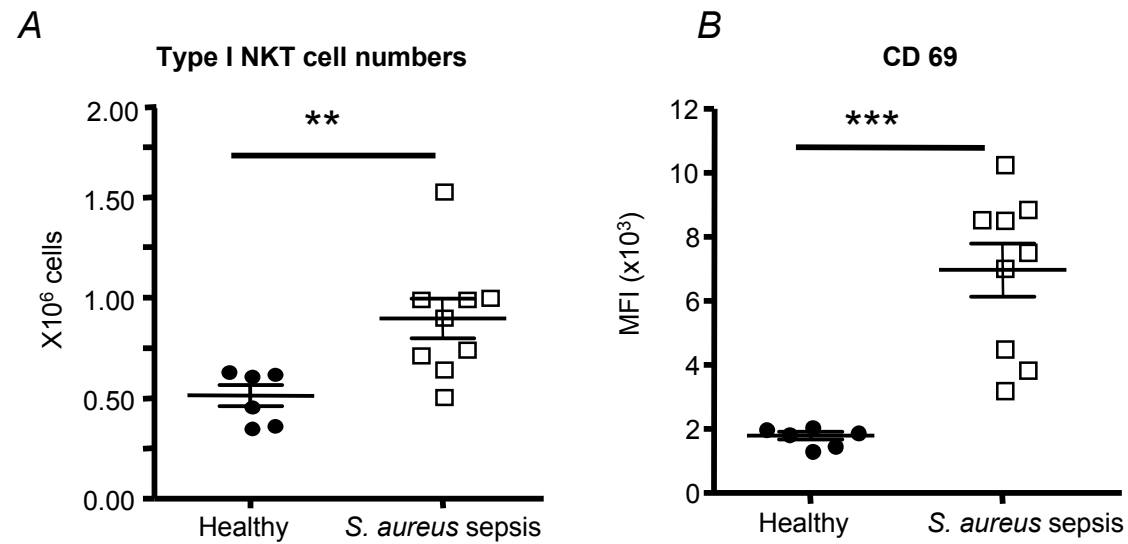 A
Type I NKT cell numbers
X10⁶ cells
2.00
1.50
1.00
0.50
0.00
**
Healthy
S. aureus sepsis
B
CD 69
MFI (x10³)
12
10
8
6
4
2
0
***
Healthy
S. aureus sepsis